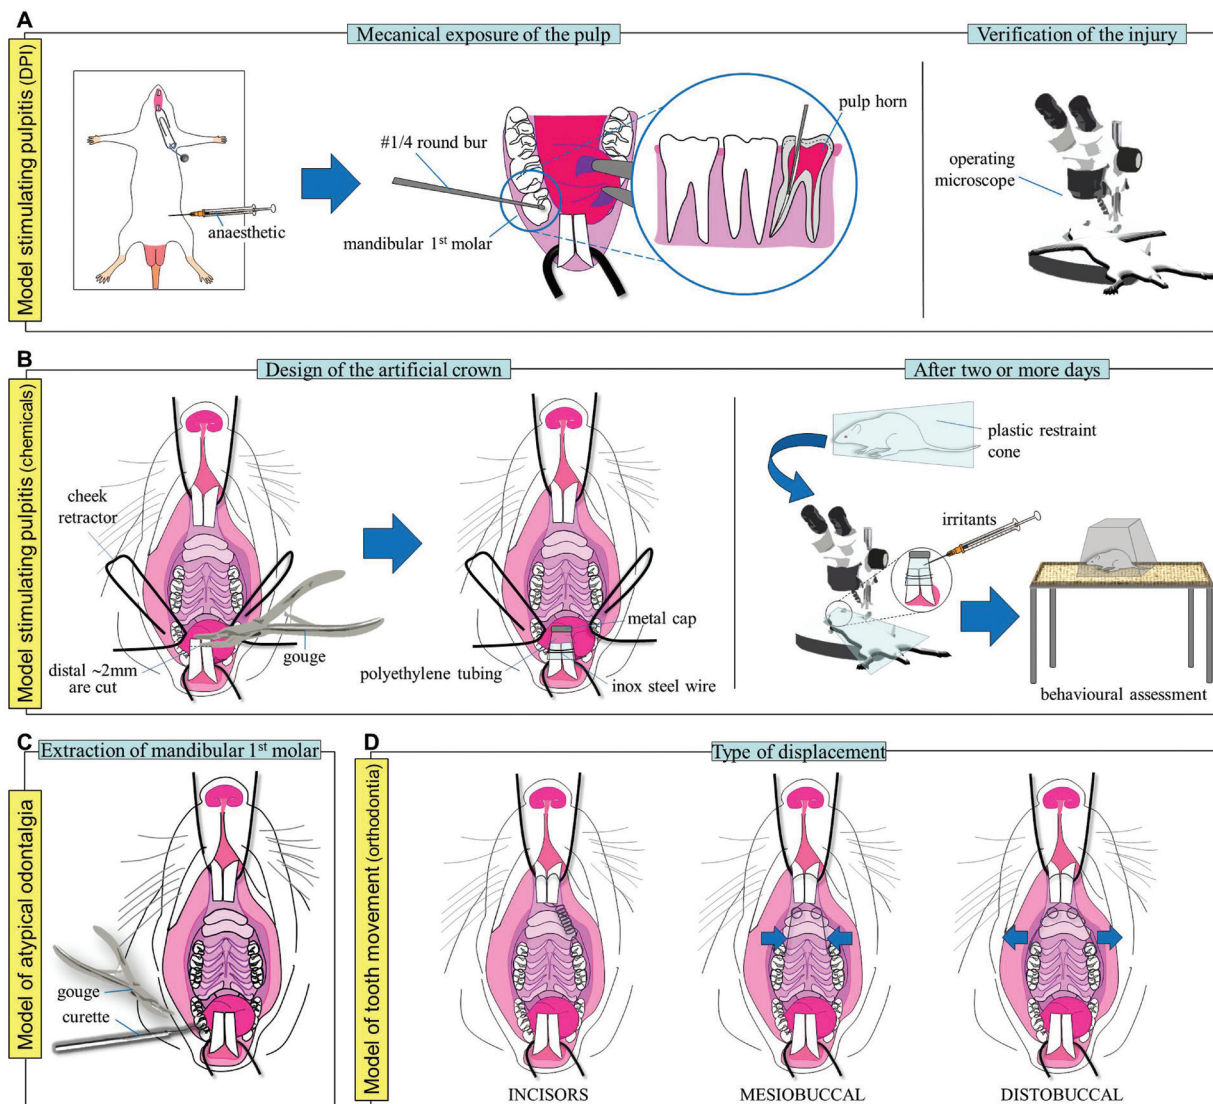 A
Model stimulating pulpitis (DPI)
Mecanical exposure of the pulp
Verification of the injury
anaesthetic
#1/4 round bur
mandibular 1st molar
pulp horn
operating
microscope
B
Model stimulating pulpitis (chemicals)
Design of the artificial crown
After two or more days
cheek
retractor
distal ~2mm
are cut
gouge
metal cap
polyethylene tubing
inox steel wire
plastic restraint
cone
irritants
behavioural assessment
C
Model of atypical odontalgia
Extraction of mandibular 1st molar
gouge
curette
D
Model of tooth movement (orthodontia)
Type of displacement
INCISORS
MESIOBUCCAL
DISTOBUCCAL